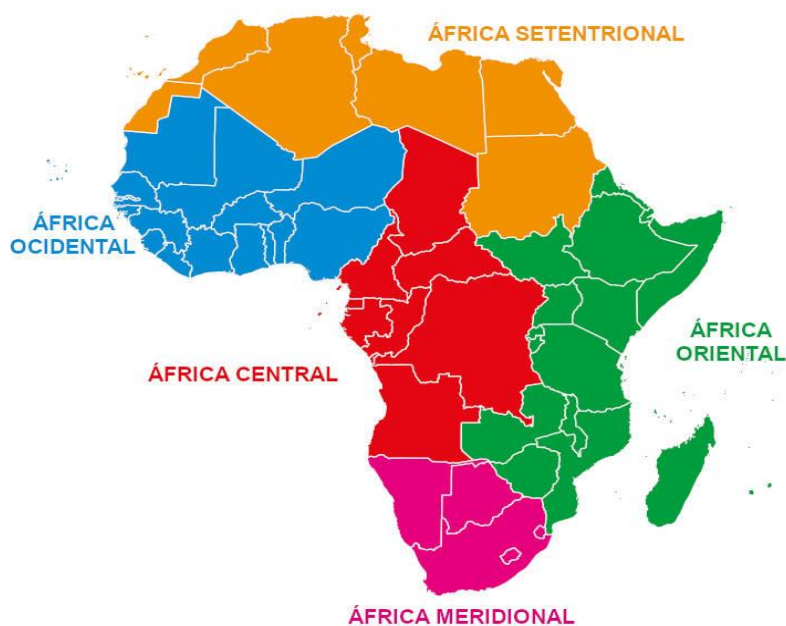 ÁFRICA SETENTRIONAL
ÁFRICA
OCIDENTAL
ÁFRICA
ORIENTAL
ÁFRICA CENTRAL
ÁFRICA MERIDIONAL